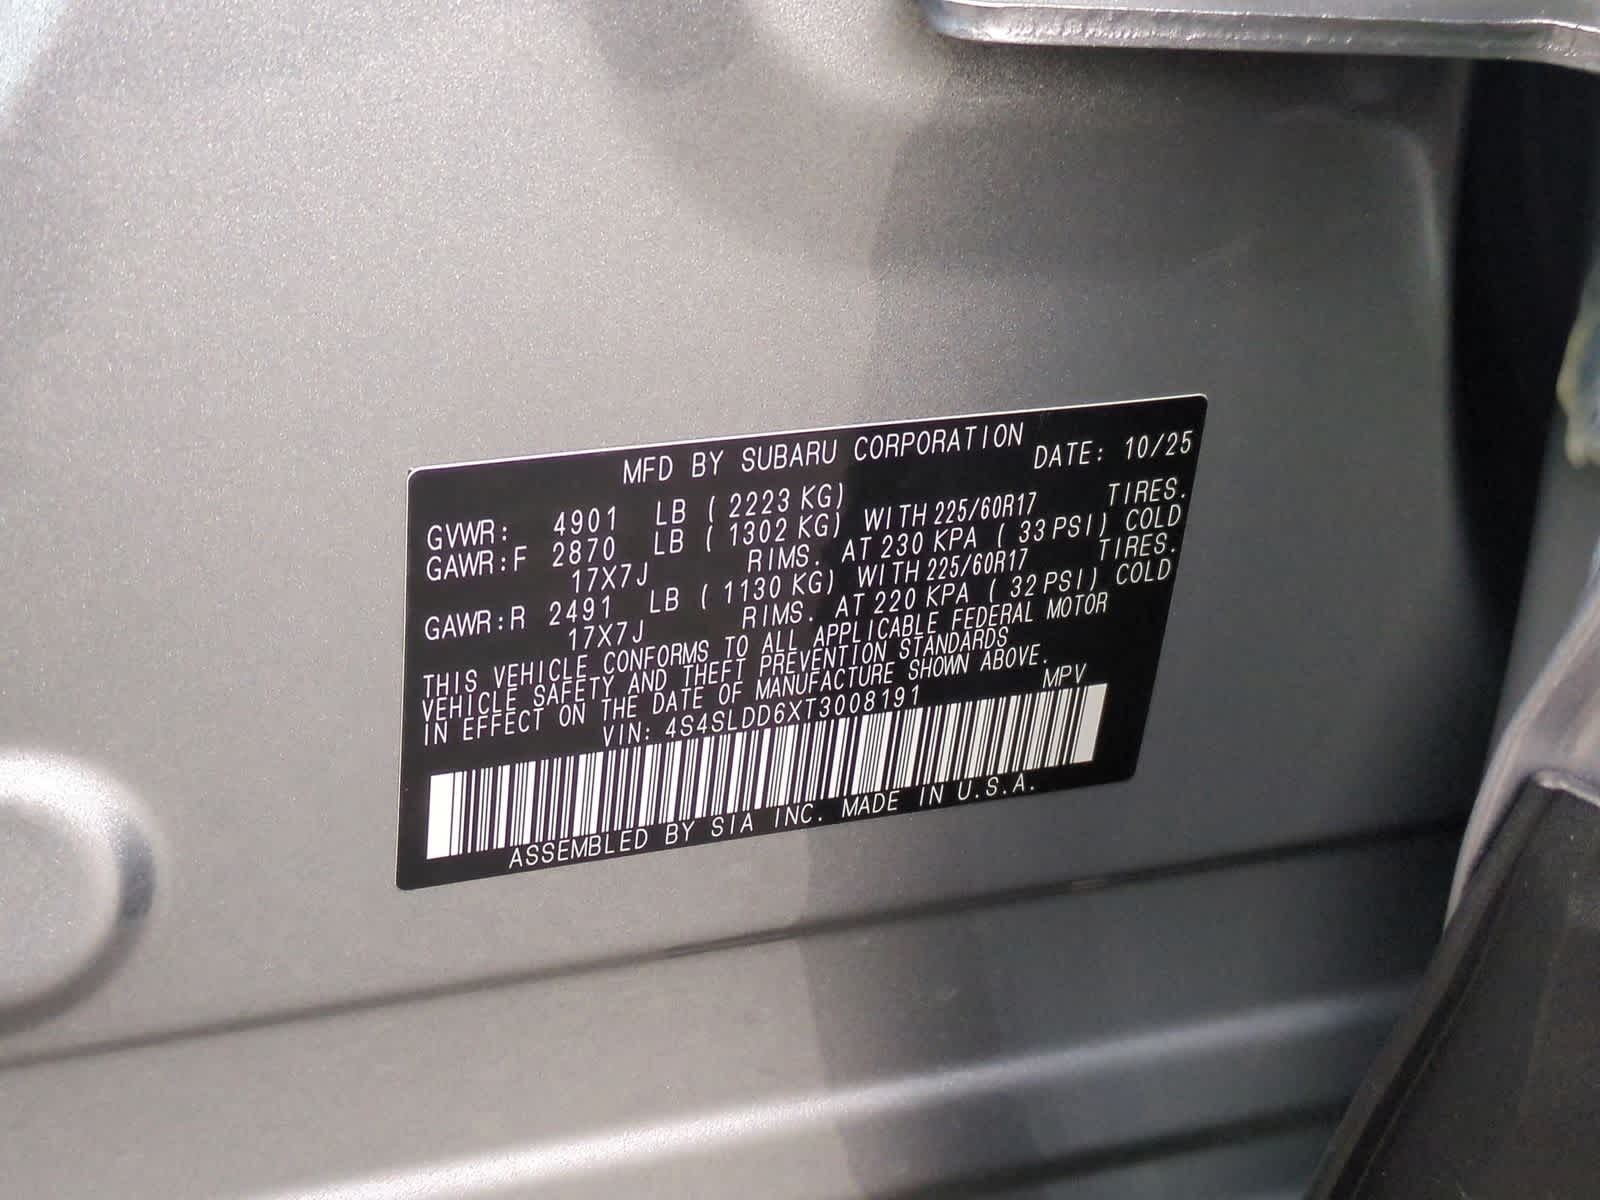 MFD BY SUBARU CORPORATION DATE: 10/25
GVWR: 4901 LB ( 2223 KG)
GAWR:F 2870 LB ( 1302 KG) WITH 225/60R17 TIRES.
17X7J RIMS. AT 230 KPA ( 33 PSI) COLD
GAWR:R 2491 LB ( 1130 KG) WITH 225/60R17 TIRES.
17X7J RIMS. AT 220 KPA ( 32 PSI) COLD
THIS VEHICLE CONFORMS TO ALL APPLICABLE FEDERAL MOTOR
VEHICLE SAFETY AND THEFT PREVENTION STANDARDS
IN EFFECT ON THE DATE OF MANUFACTURE SHOWN ABOVE.
VIN: 4S4SLDD6XT3008191 MPV
ASSEMBLED BY SIA INC. MADE IN U.S.A.